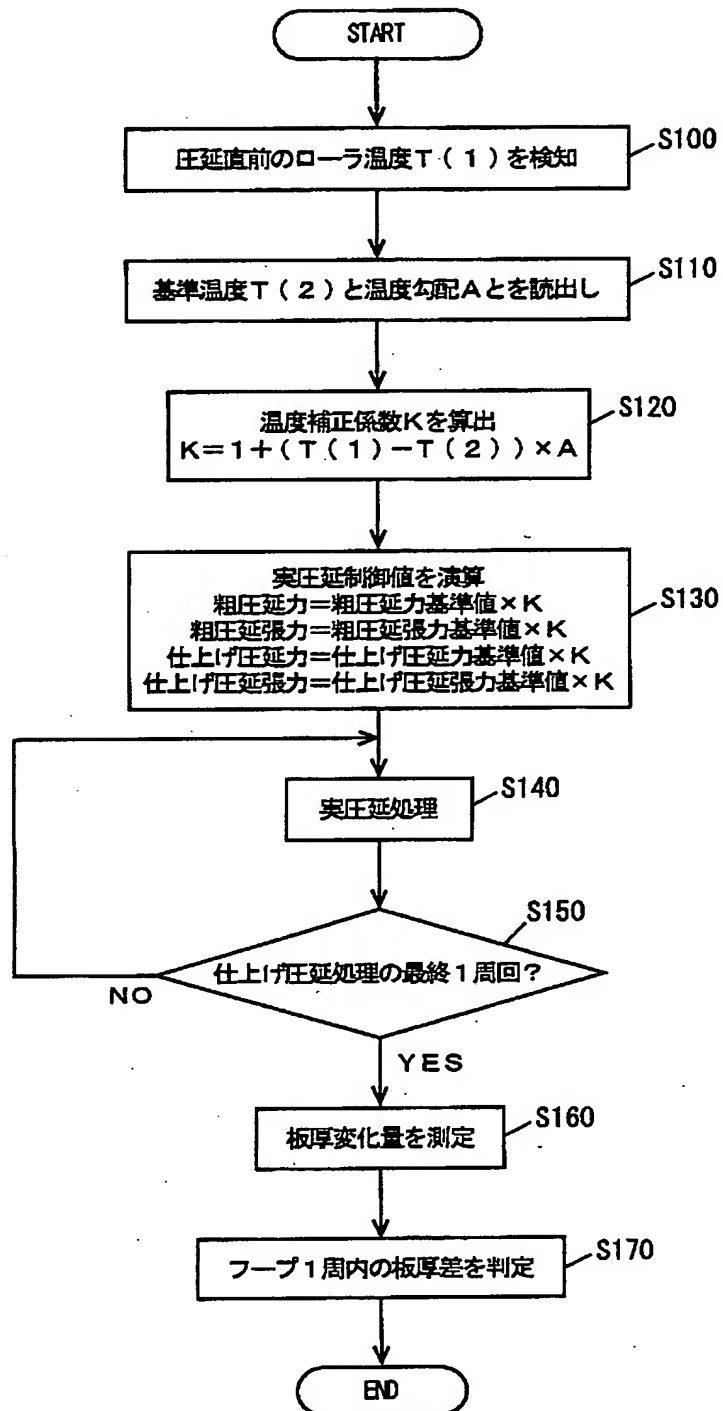 START
圧延直前のローラ温度T(1)を検知
S100
基準温度T(2)と温度勾配Aとを読出し
S110
温度補正係数Kを算出
K=1+(T(1)-T(2))×A
S120
実圧延制御値を演算
粗圧延力=粗圧延力基準値×K
粗圧延張力=粗圧延張力基準値×K
仕上げ圧延力=仕上げ圧延力基準値×K
仕上げ圧延張力=仕上げ圧延張力基準値×K
S130
実圧延処理
S140
仕上げ圧延処理の最終1周回?
S150
NO
YES
板厚変化量を測定
S160
フープ1周内の板厚差を判定
S170
END